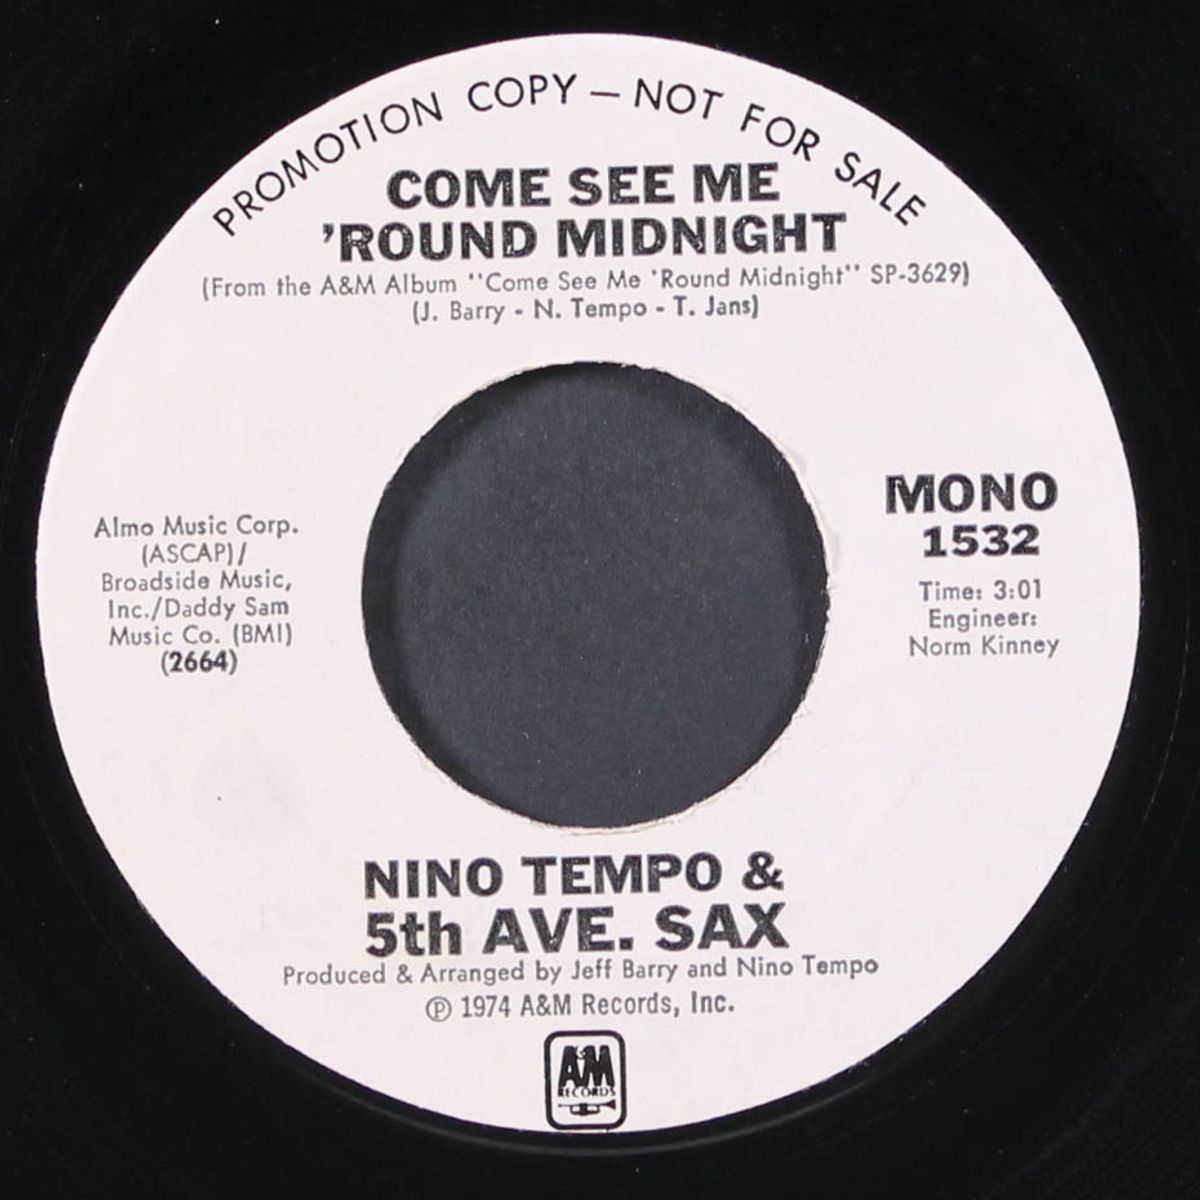 PROMOTION COPY — NOT FOR SALE
COME SEE ME
'ROUND MIDNIGHT
(From the A&M Album "Come See Me 'Round Midnight" SP-3629)
(J. Barry - N. Tempo - T. Jans)
Almo Music Corp.
(ASCAP)/
Broadside Music,
Inc./Daddy Sam
Music Co. (BMI)
(2664)
MONO
1532
Time: 3:01
Engineer:
Norm Kinney
NINO TEMPO &
5th AVE. SAX
Produced & Arranged by Jeff Barry and Nino Tempo
℗ 1974 A&M Records, Inc.
A&M
RECORDS